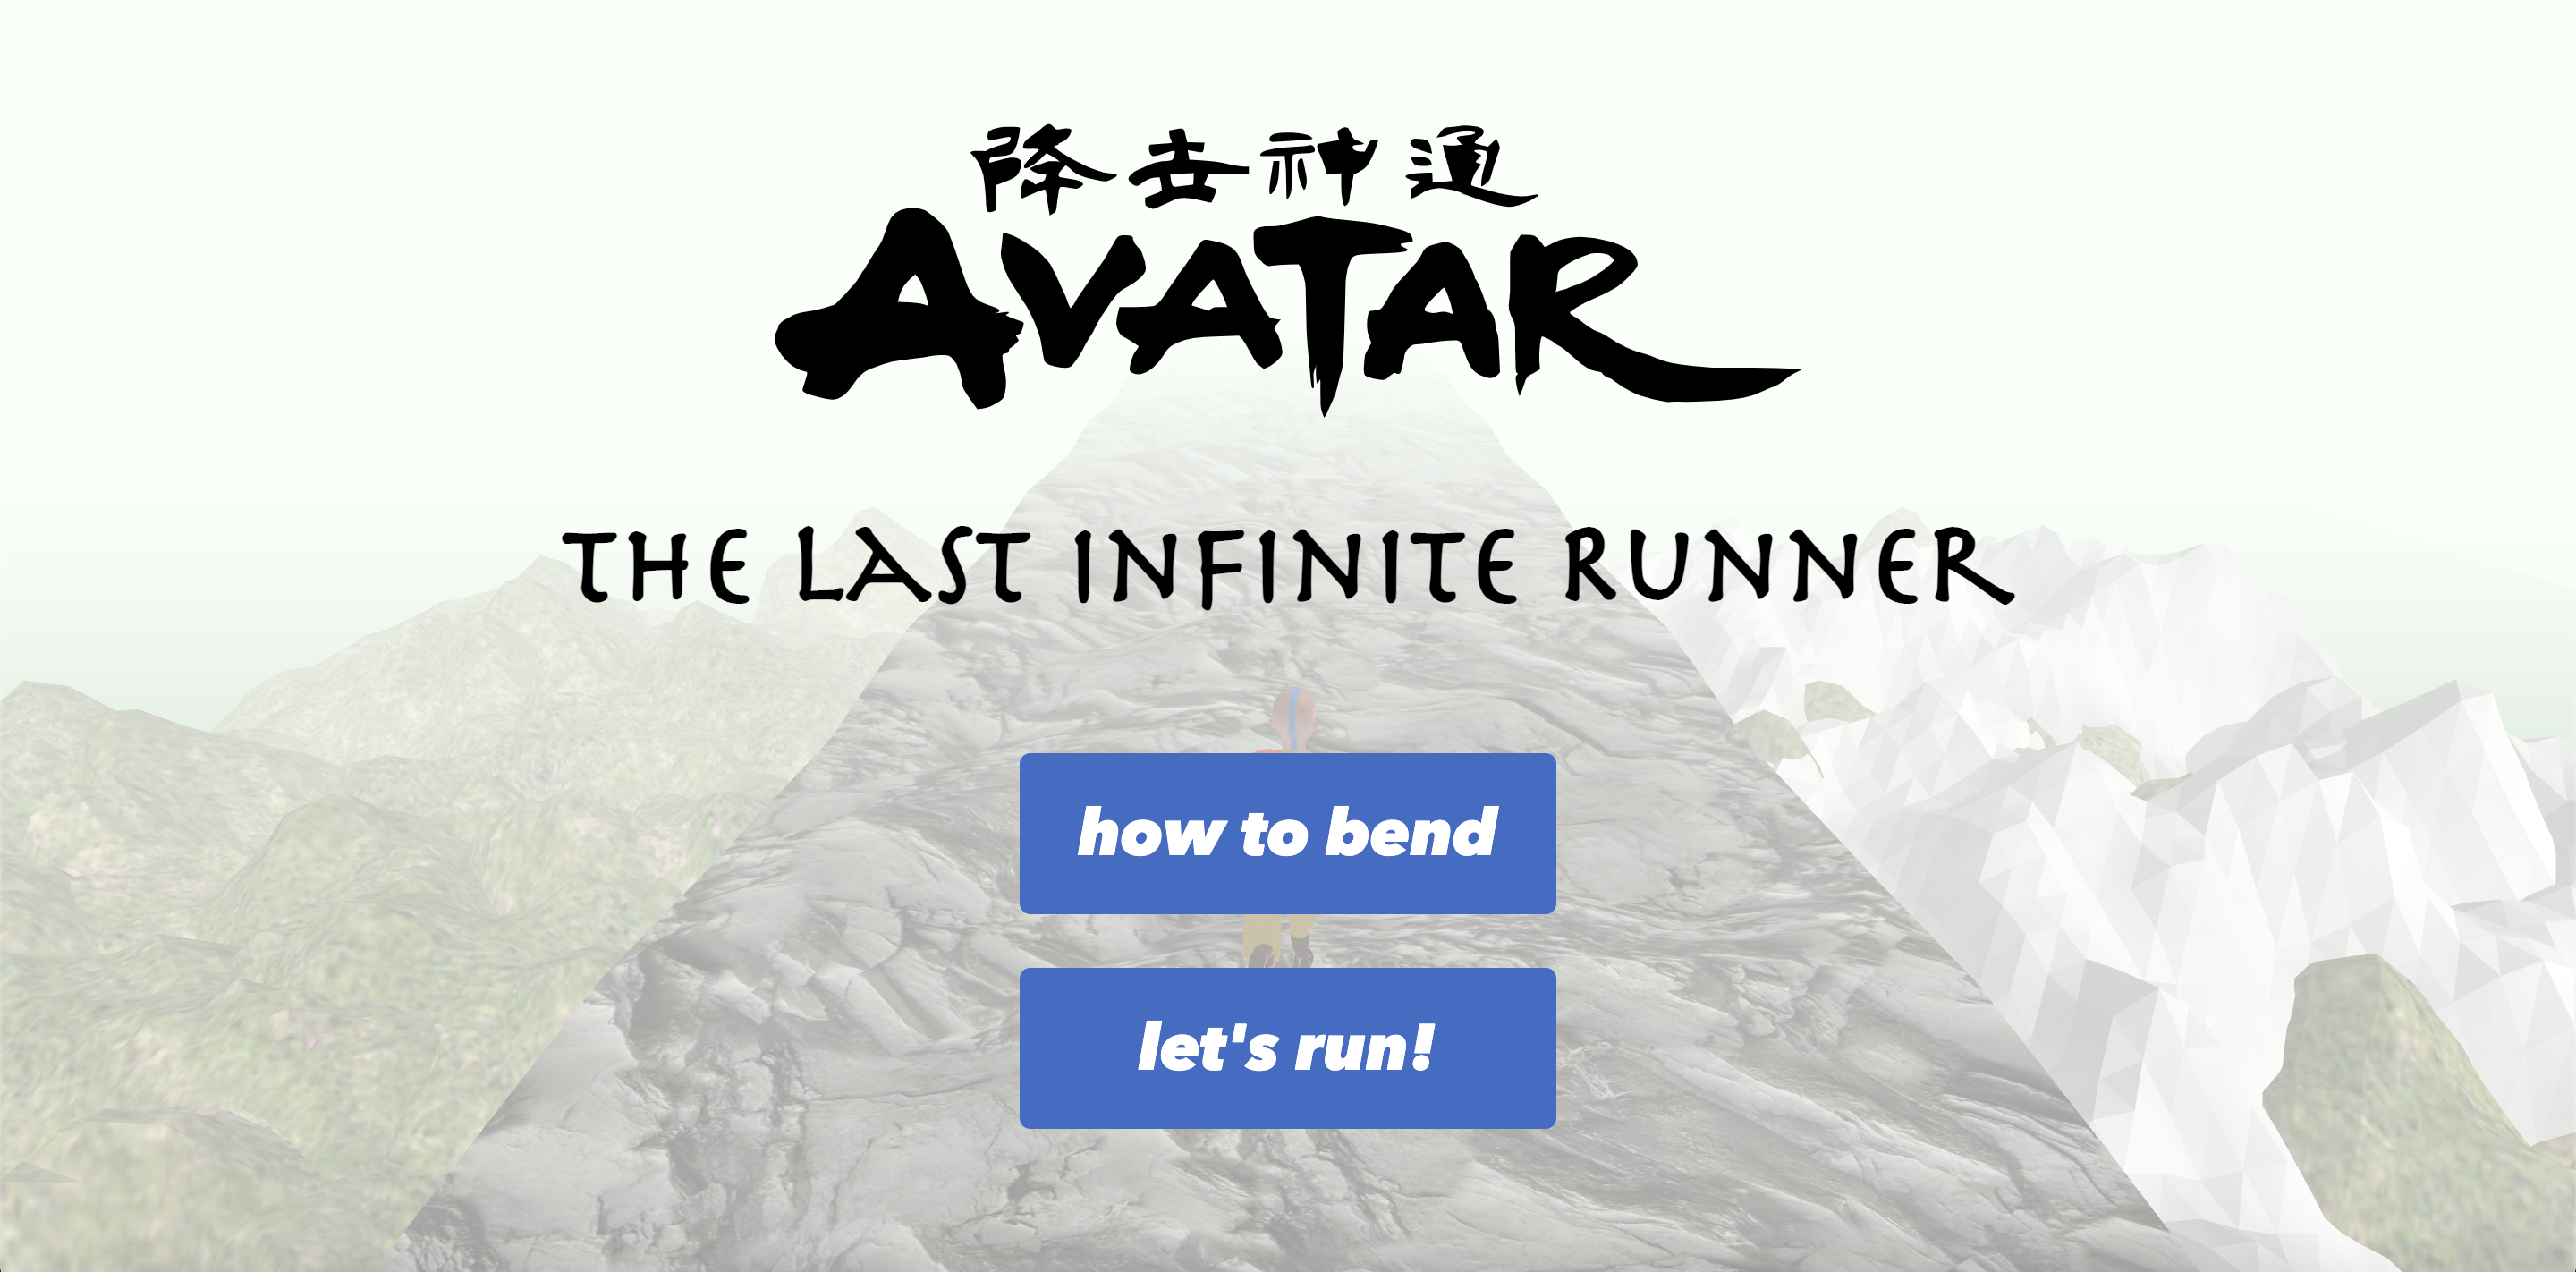 降世神通
AVATAR
THE LAST INFINITE RUNNER
how to bend
let's run!